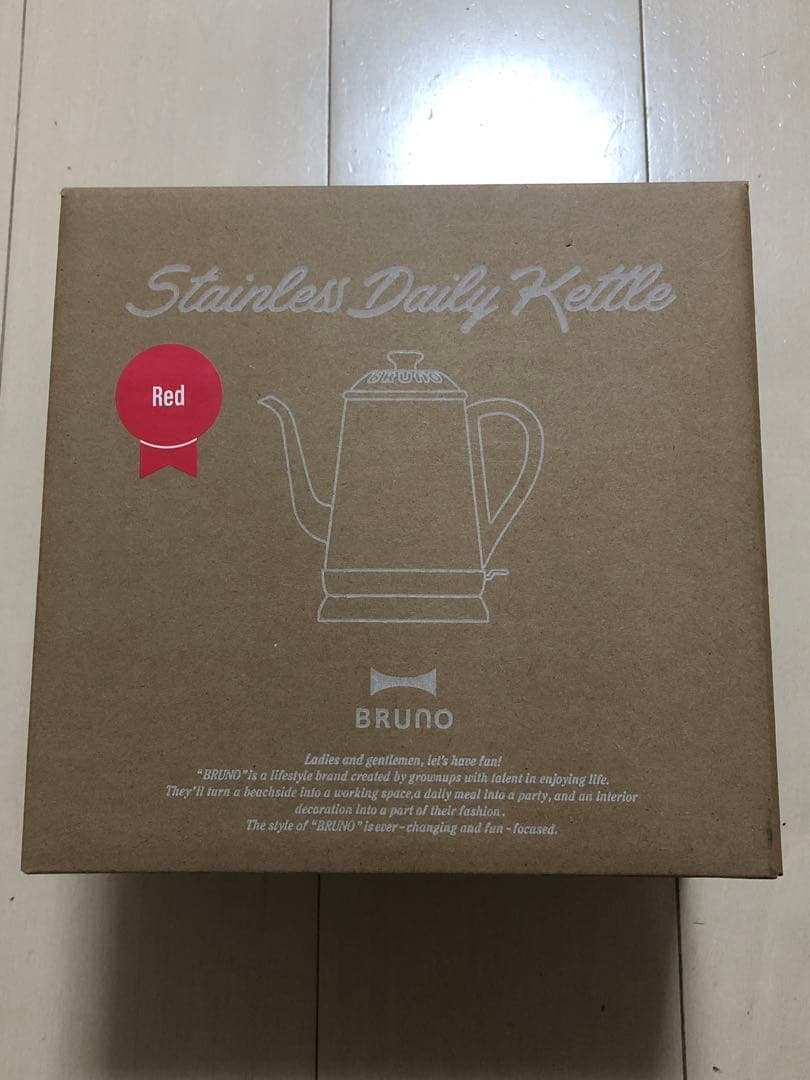 Stainless Daily Kettle
Red
BRUNO
BRUNO
Ladies and gentlemen, let's have fun!
"BRUNO" is a lifestyle brand created by grownups with talent in enjoying life.
They'll turn a beachside into a working space,a daily meal into a party, and an interior
decoration into a part of their fashion.
The style of "BRUNO" is ever-changing and fun-focused.